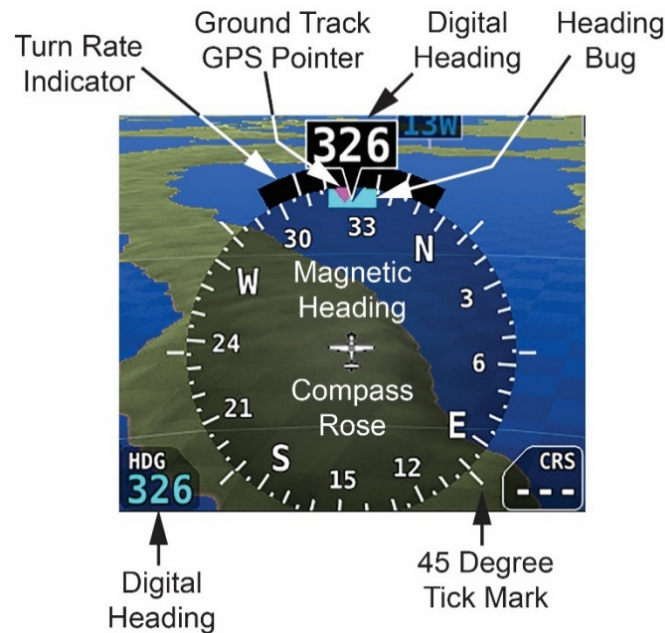 Turn Rate
Indicator
Ground Track
GPS Pointer
Digital
Heading
Heading
Bug
13W
326
33
30
N
W
3
Magnetic
Heading
24
6
Compass
Rose
21
E
S
15
12
HDG
326
CRS
---
Digital
Heading
45 Degree
Tick Mark